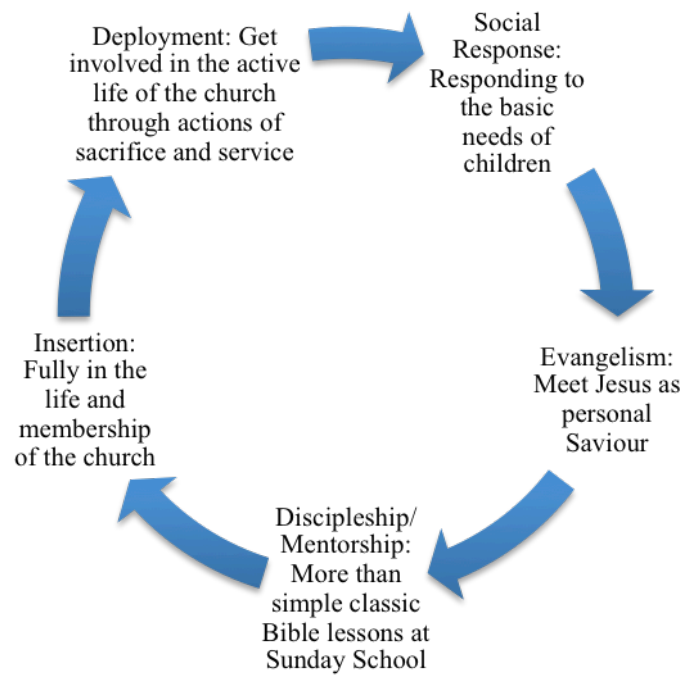 Deployment: Get
involved in the active
life of the church
through actions of
sacrifice and service
Social
Response:
Responding to
the basic
needs of
children
Evangelism:
Meet Jesus as
personal
Saviour
Discipleship/
Mentorship:
More than
simple classic
Bible lessons at
Sunday School
Insertion:
Fully in the
life and
membership
of the church